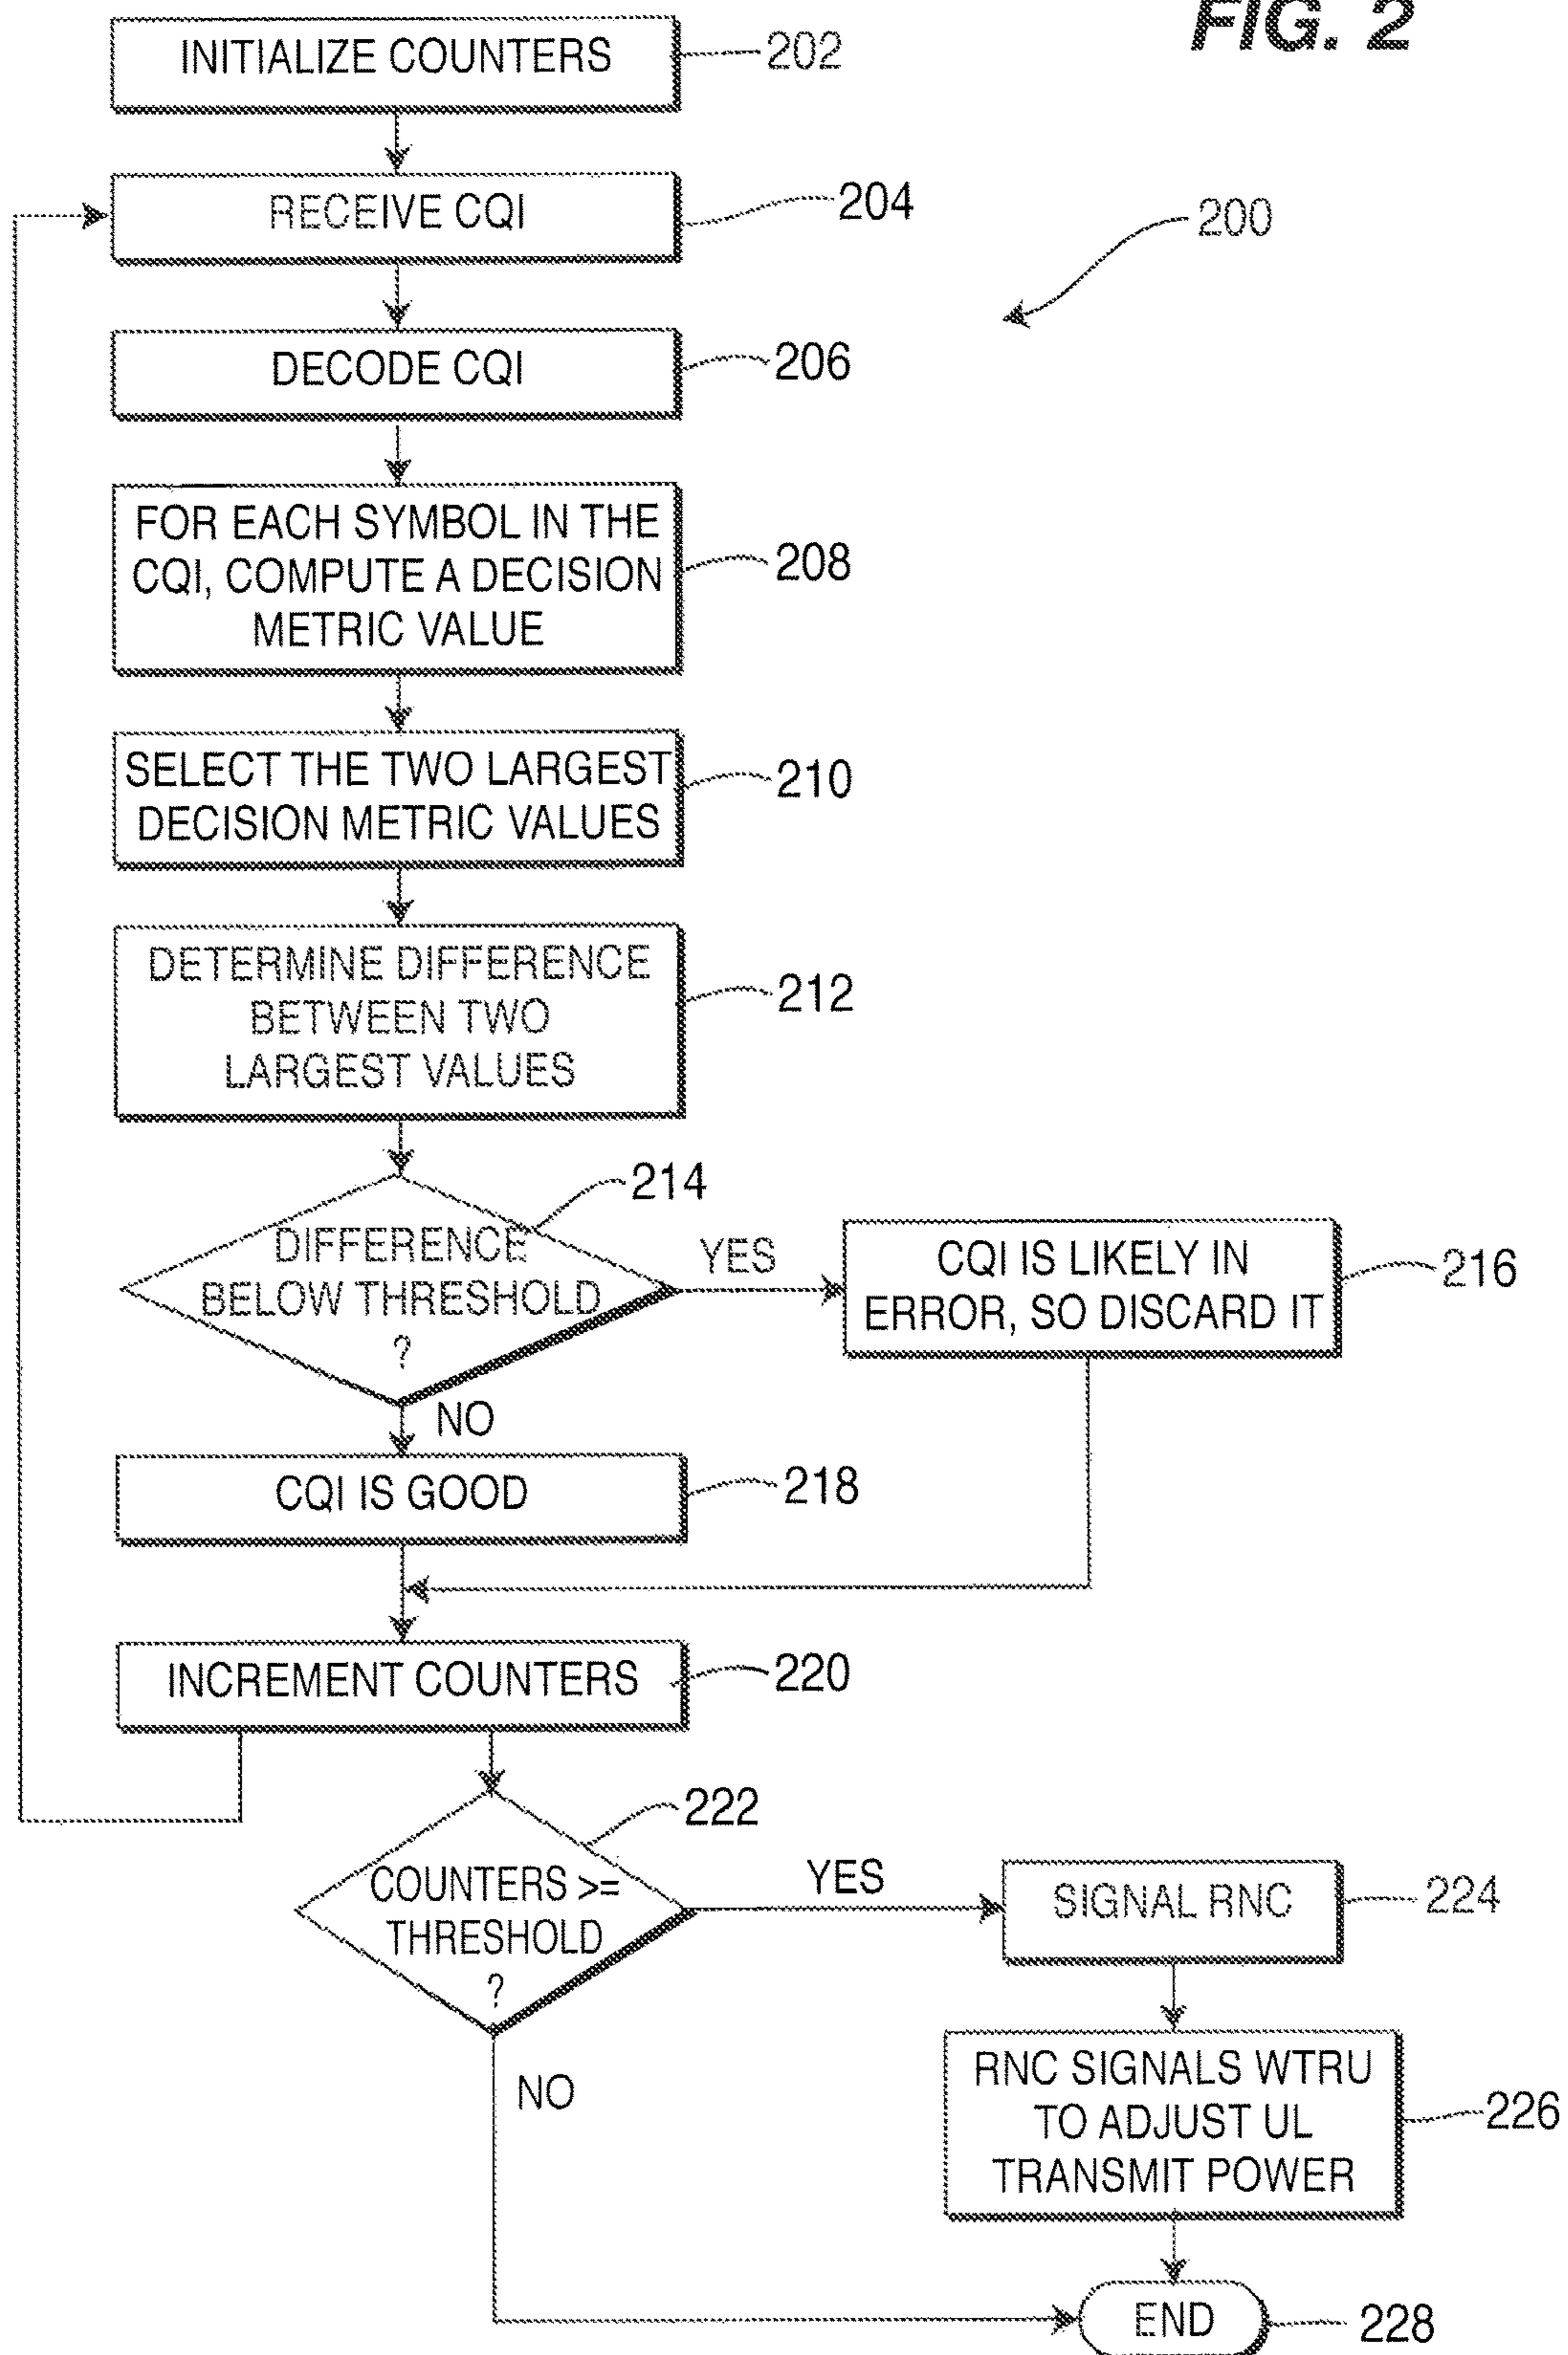 FIG. 2
INITIALIZE COUNTERS
202
RECEIVE CQI
204
200
DECODE CQI
206
FOR EACH SYMBOL IN THE
CQI, COMPUTE A DECISION
METRIC VALUE
208
SELECT THE TWO LARGEST
DECISION METRIC VALUES
210
DETERMINE DIFFERENCE
BETWEEN TWO
LARGEST VALUES
212
214
DIFFERENCE
BELOW THRESHOLD
?
YES
CQI IS LIKELY IN
ERROR, SO DISCARD IT
216
NO
CQI IS GOOD
218
INCREMENT COUNTERS
220
222
COUNTERS >=
THRESHOLD
?
YES
SIGNAL RNC
224
NO
RNC SIGNALS WTRU
TO ADJUST UL
TRANSMIT POWER
226
END
228